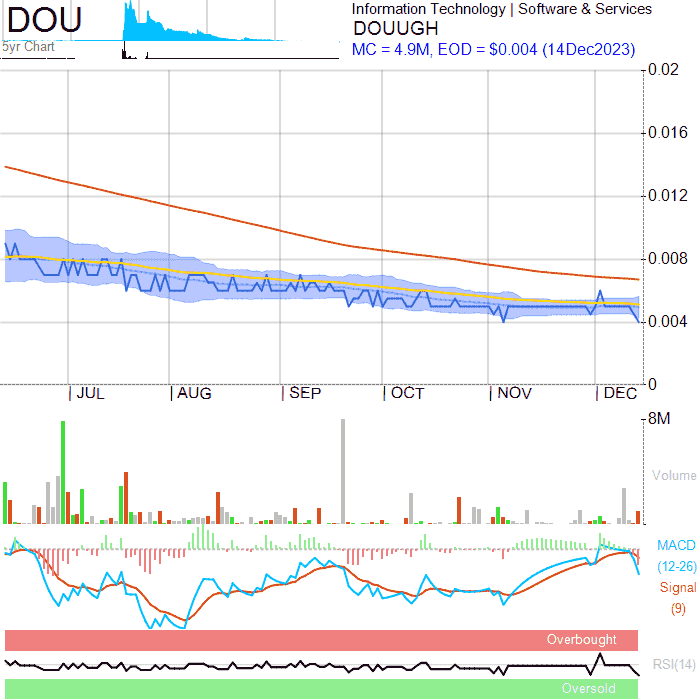 DOU
5yr Chart
Information Technology | Software & Services
DOUUGH
MC = 4.9M, EOD = $0.004 (14Dec2023)
0.02
0.016
0.012
0.008
0.004
0
JUL
AUG
SEP
OCT
NOV
DEC
8M
Volume
MACD
(12-26)
Signal
(9)
Overbought
RSI(14)
Oversold